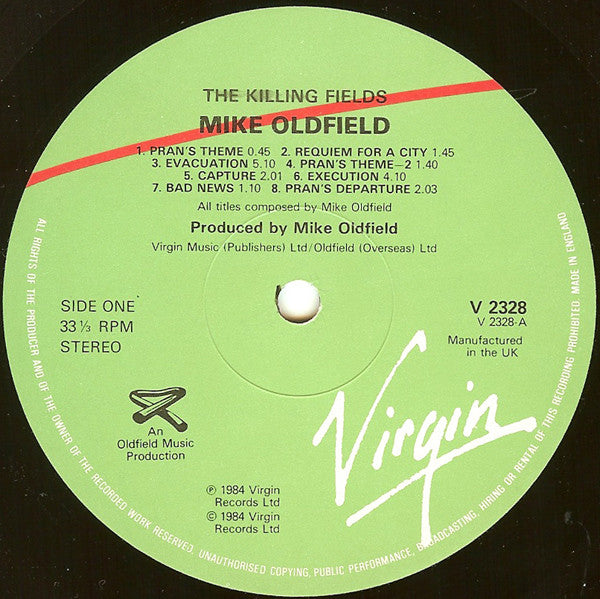 THE KILLING FIELDS
MIKE OLDFIELD
1. PRAN'S THEME 0.45 2. REQUIEM FOR A CITY 1.45
3. EVACUATION 5.10 4. PRAN'S THEME—2 1.40
5. CAPTURE 2.01 6. EXECUTION 4.10
7. BAD NEWS 1.10 8. PRAN'S DEPARTURE 2.03
All titles composed by Mike Oldfield
Produced by Mike Oldfield
Virgin Music (Publishers) Ltd/Oldfield (Overseas) Ltd
SIDE ONE
33⅓ RPM
STEREO
V 2328
V 2328-A
Manufactured
in the UK
An
Oldfield Music
Production
Virgin
℗ 1984 Virgin
Records Ltd
© 1984 Virgin
Records Ltd
ALL RIGHTS OF THE PRODUCER AND OF THE OWNER OF THE RECORDED WORK RESERVED. UNAUTHORISED COPYING, PUBLIC PERFORMANCE, BROADCASTING, HIRING OR RENTAL OF THIS RECORDING PROHIBITED. MADE IN ENGLAND